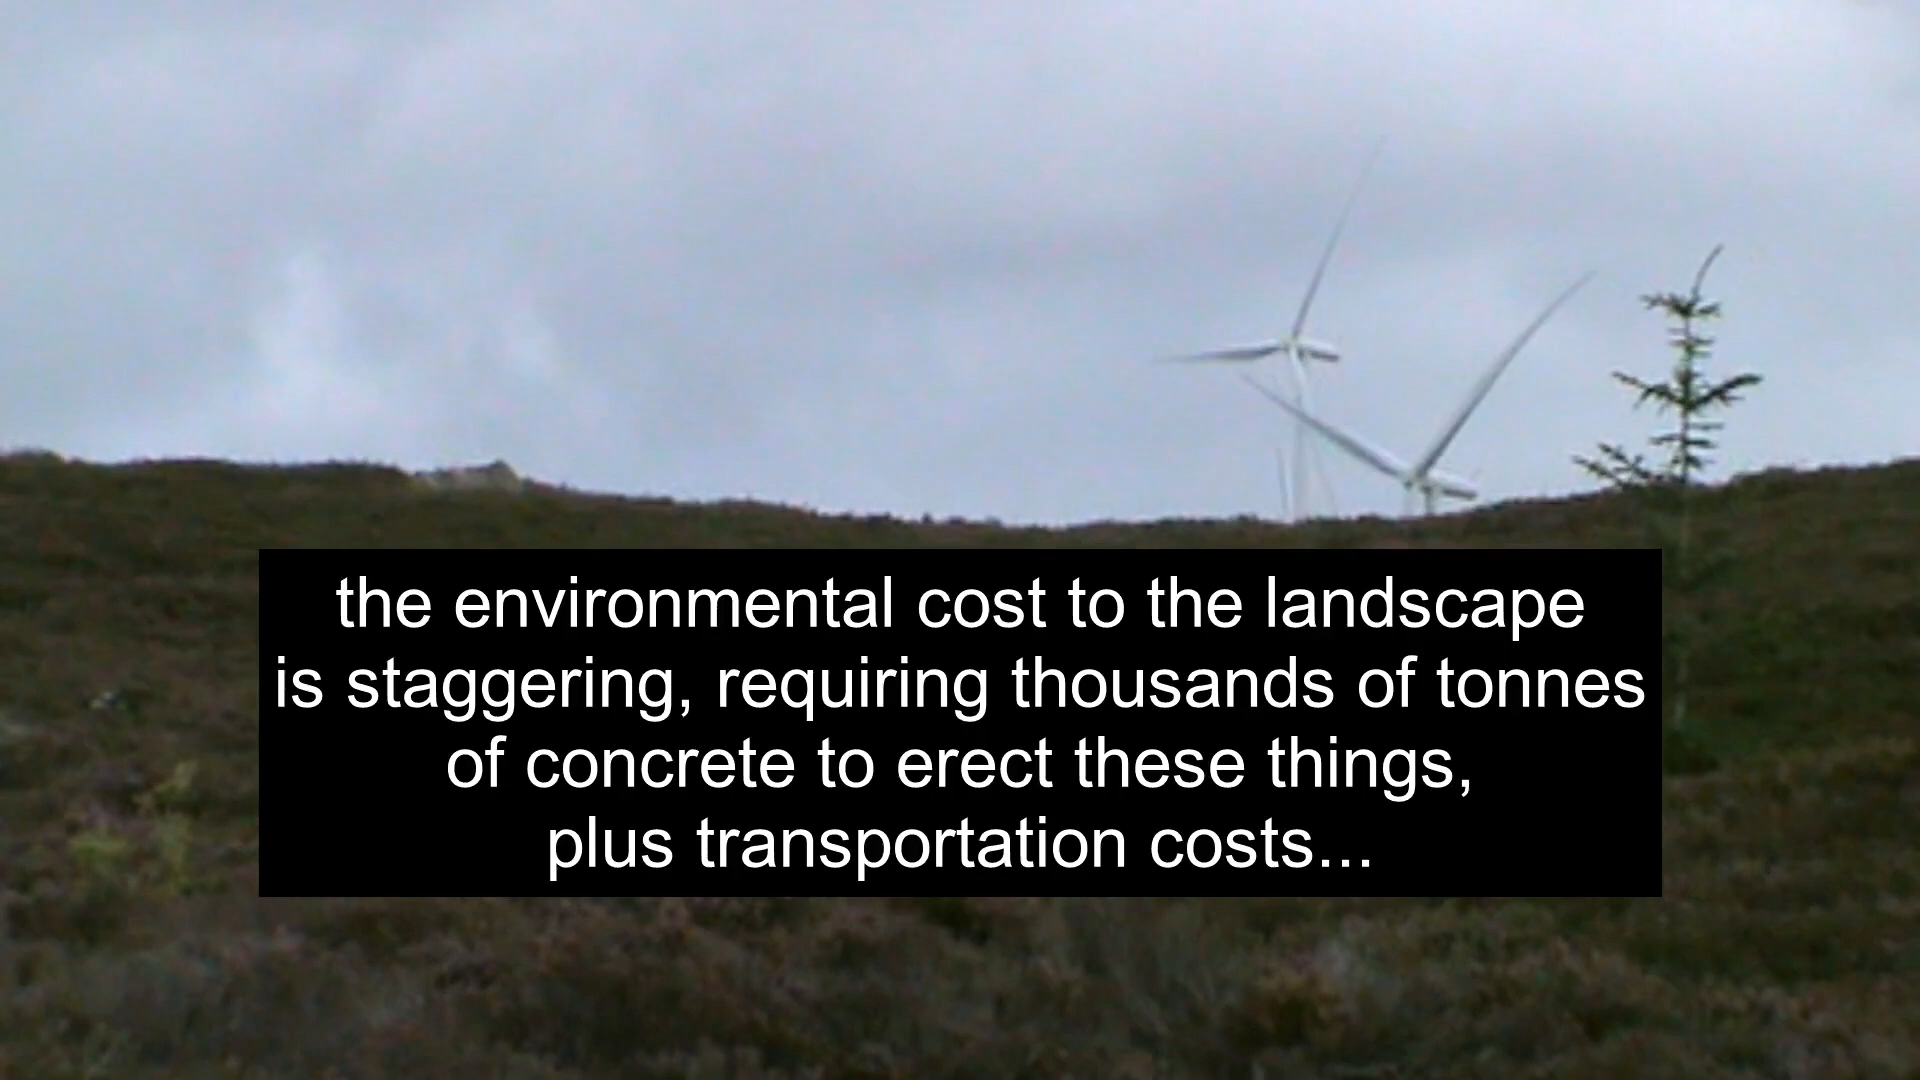 the environmental cost to the landscape
is staggering, requiring thousands of tonnes
of concrete to erect these things,
plus transportation costs...